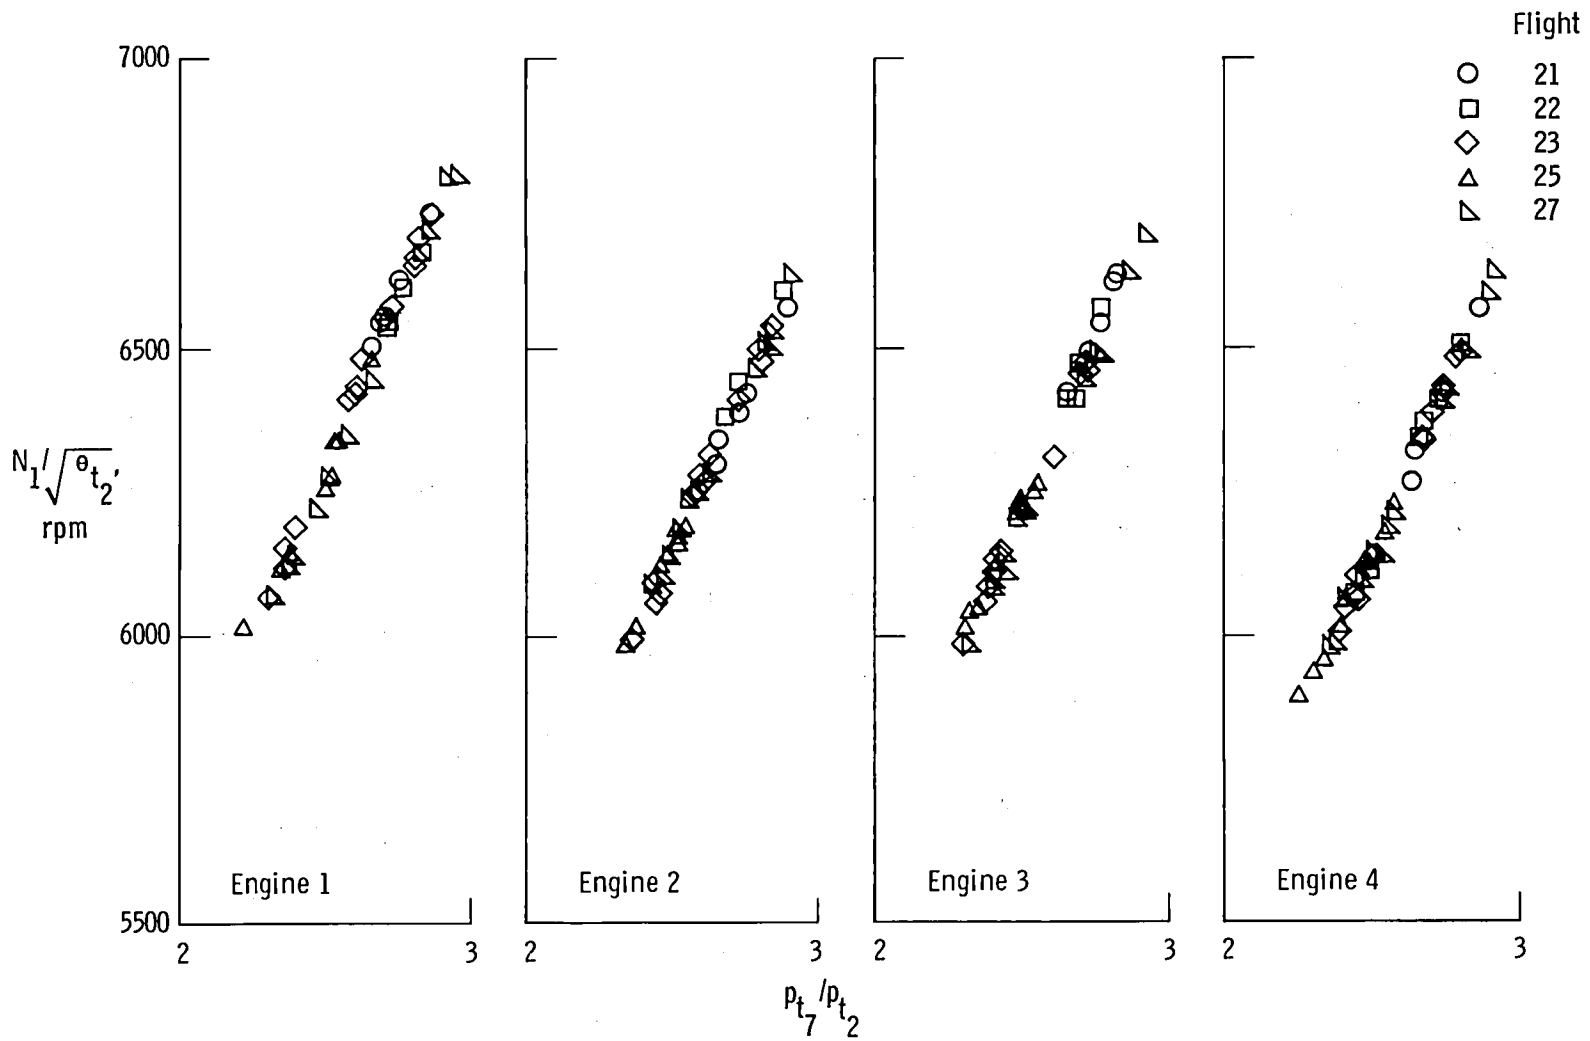 Flight
21
22
23
25
27
7000
6500
6000
5500
N₁/√θt₂,
rpm
Engine 1
Engine 2
Engine 3
Engine 4
2 3 2 3 2 3 2 3
pt₇/pt₂